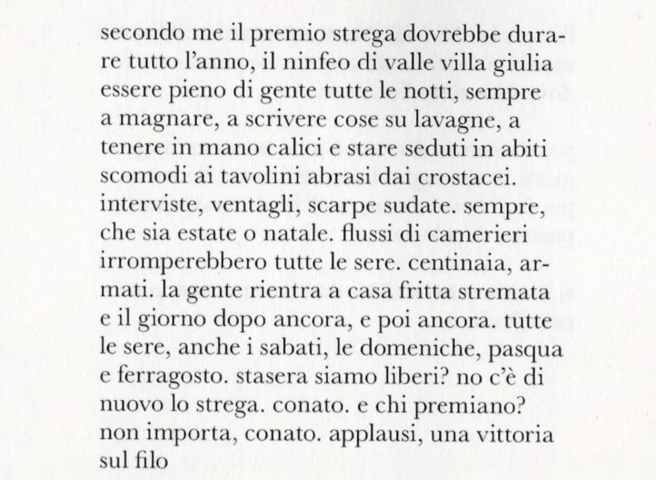 secondo me il premio strega dovrebbe dura-
re tutto l'anno, il ninfeo di valle villa giulia
essere pieno di gente tutte le notti, sempre
a magnare, a scrivere cose su lavagne, a
tenere in mano calici e stare seduti in abiti
scomodi ai tavolini abrasi dai crostacei.
interviste, ventagli, scarpe sudate. sempre,
che sia estate o natale. flussi di camerieri
irromperebbero tutte le sere. centinaia, ar-
mati. la gente rientra a casa fritta stremata
e il giorno dopo ancora, e poi ancora. tutte
le sere, anche i sabati, le domeniche, pasqua
e ferragosto. stasera siamo liberi? no c'è di
nuovo lo strega. conato. e chi premiano?
non importa, conato. applausi, una vittoria
sul filo